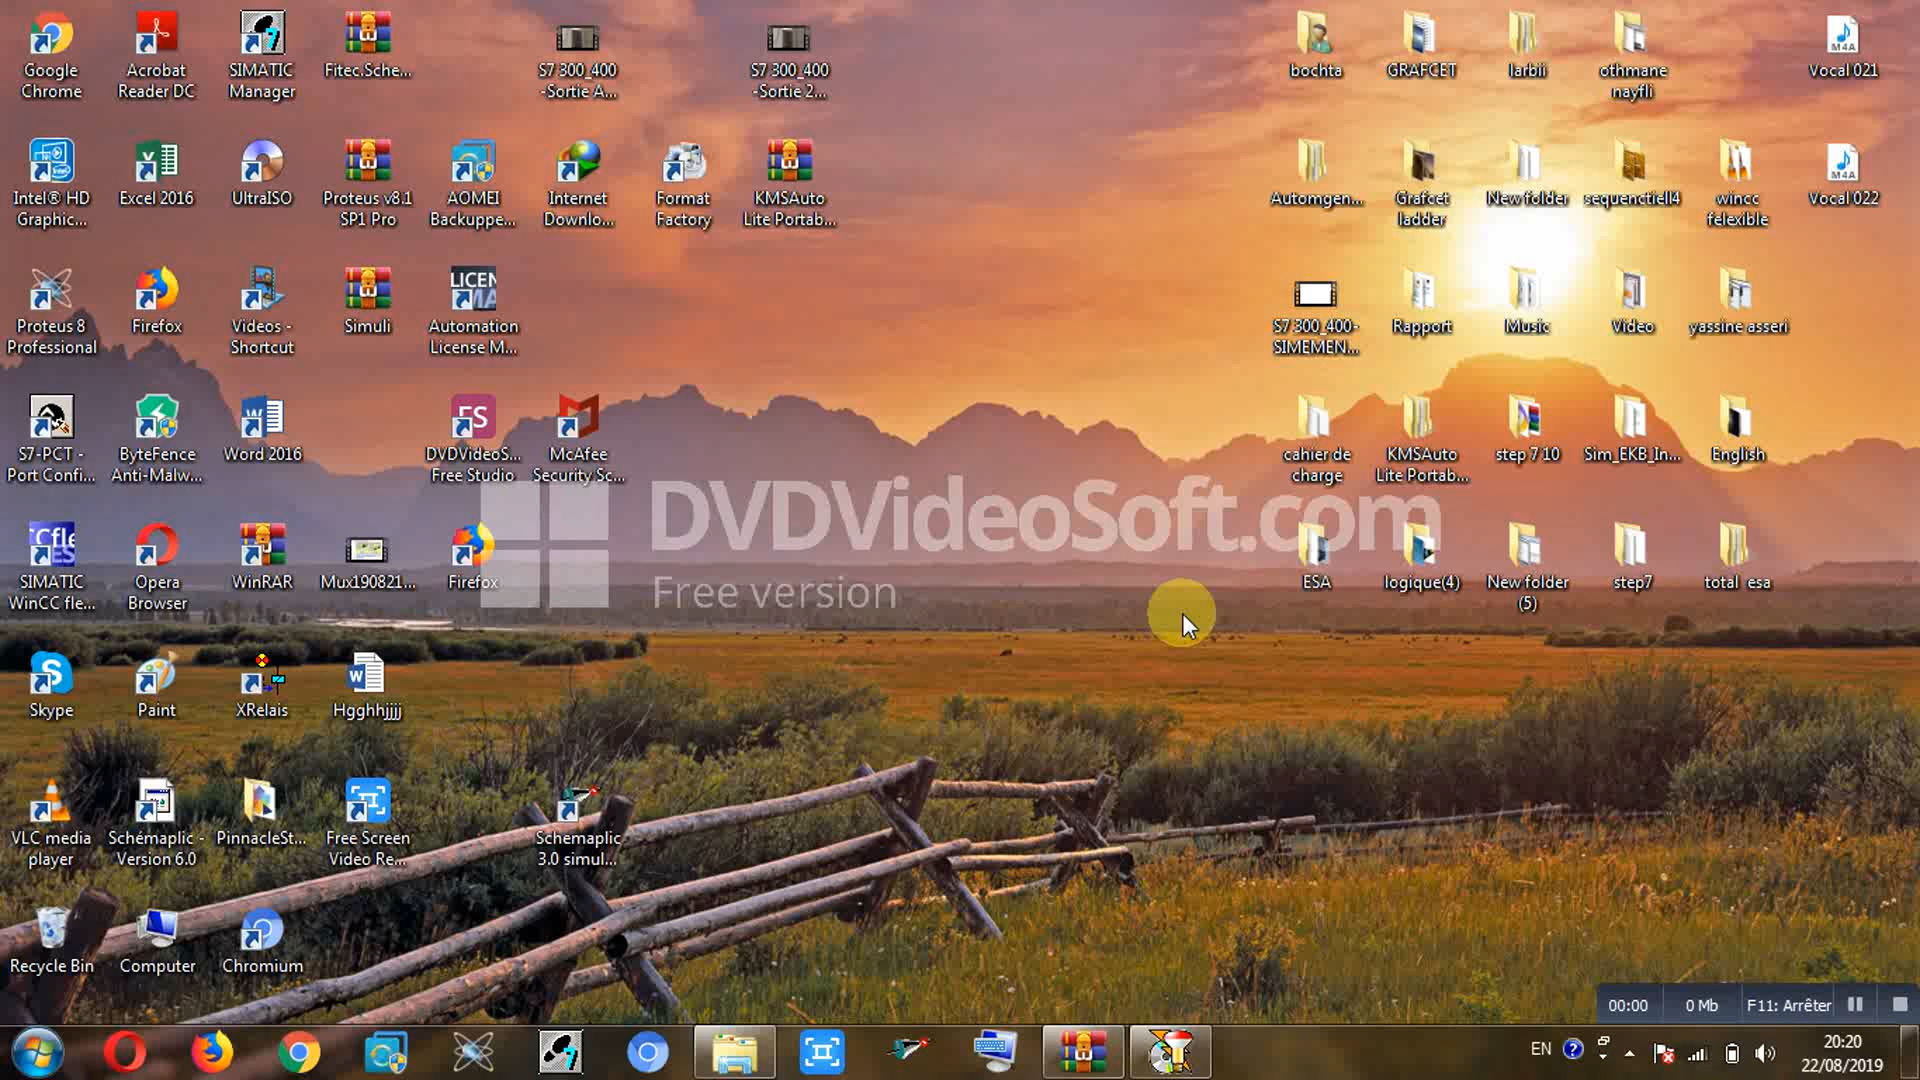 Google
Chrome
Acrobat
Reader DC
SIMATIC
Manager
Fitec.Sche...
S7 300_400
-Sortie A...
S7 300_400
-Sortie 2...
bochta
GRAFCET
larbii
othmane
nayfli
M4A
Vocal 021
Intel® HD
Graphic...
Excel 2016
UltraISO
Proteus v8.1
SP1 Pro
AOMEI
Backuppe...
Internet
Downlo...
Format
Factory
KMSAuto
Lite Portab...
Automgen...
Grafcet
ladder
New folder
sequenctiell4
wincc
felexible
M4A
Vocal 022
Proteus 8
Professional
Firefox
Videos -
Shortcut
Simuli
Automation
License M...
S7 300_400-
SIMEMEN...
Rapport
Music
Video
yassine asseri
S7-PCT -
Port Confi...
ByteFence
Anti-Malw...
Word 2016
DVDVideoS...
Free Studio
McAfee
Security Sc...
cahier de
charge
KMSAuto
Lite Portab...
step 7 10
Sim_EKB_In...
English
DVDVideoSoft.com
Free version
SIMATIC
WinCC fle...
Opera
Browser
WinRAR
Mux190821...
Firefox
ESA
logique(4)
New folder
(5)
step7
total esa
Skype
Paint
XRelais
Hgghhjjjj
VLC media
player
Schémaplic -
Version 6.0
PinnacleSt...
Free Screen
Video Re...
Schemaplic
3.0 simul...
Recycle Bin
Computer
Chromium
00:00
0 Mb
F11: Arrêter
EN
20:20
22/08/2019